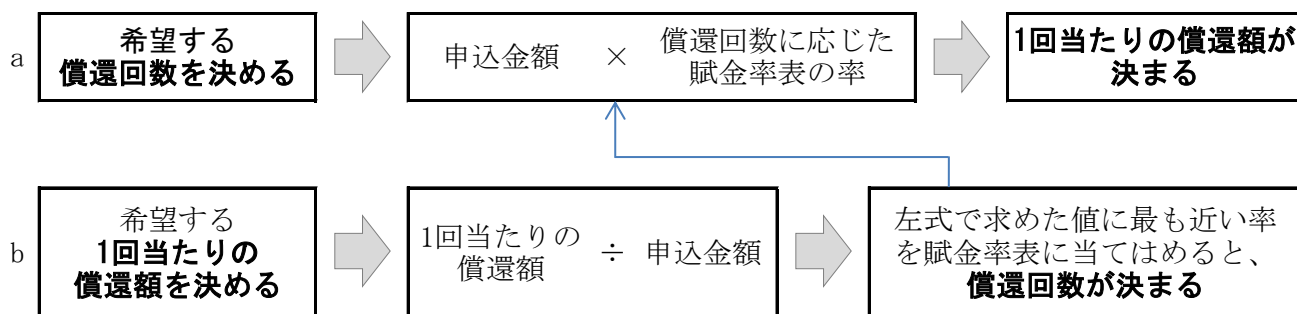 a
希望する
償還回数を決める
申込金額 × 償還回数に応じた
賦金率表の率
1回当たりの償還額が
決まる
b
希望する
1回当たりの
償還額を決める
1回当たりの
償還額 ÷ 申込金額
左式で求めた値に最も近い率
を賦金率表に当てはめると、
償還回数が決まる